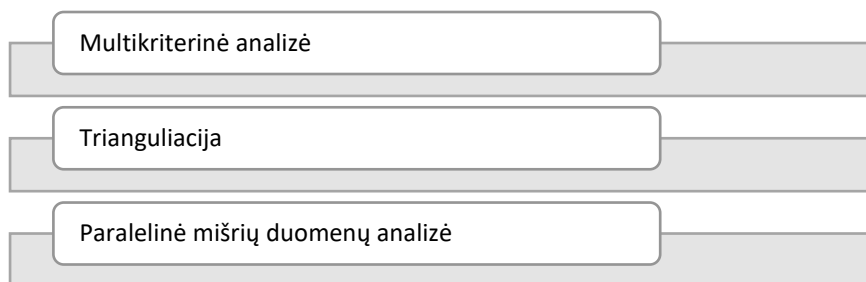 Multikriterinė analizė
Trianguliacija
Paralelinė mišrių duomenų analizė